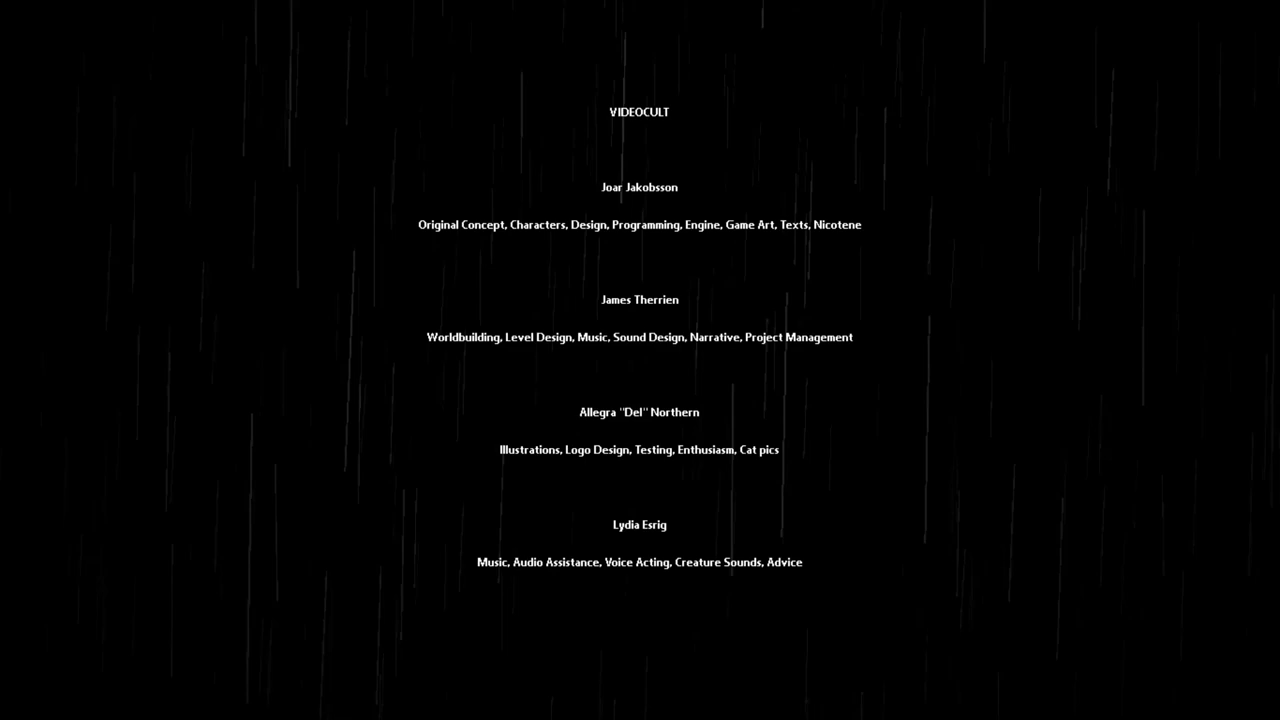 VIDEOCULT
Joar Jakobsson
Original Concept, Characters, Design, Programming, Engine, Game Art, Texts, Nicotene
James Therrien
Worldbuilding, Level Design, Music, Sound Design, Narrative, Project Management
Allegra "Del" Northern
Illustrations, Logo Design, Testing, Enthusiasm, Cat pics
Lydia Esrig
Music, Audio Assistance, Voice Acting, Creature Sounds, Advice